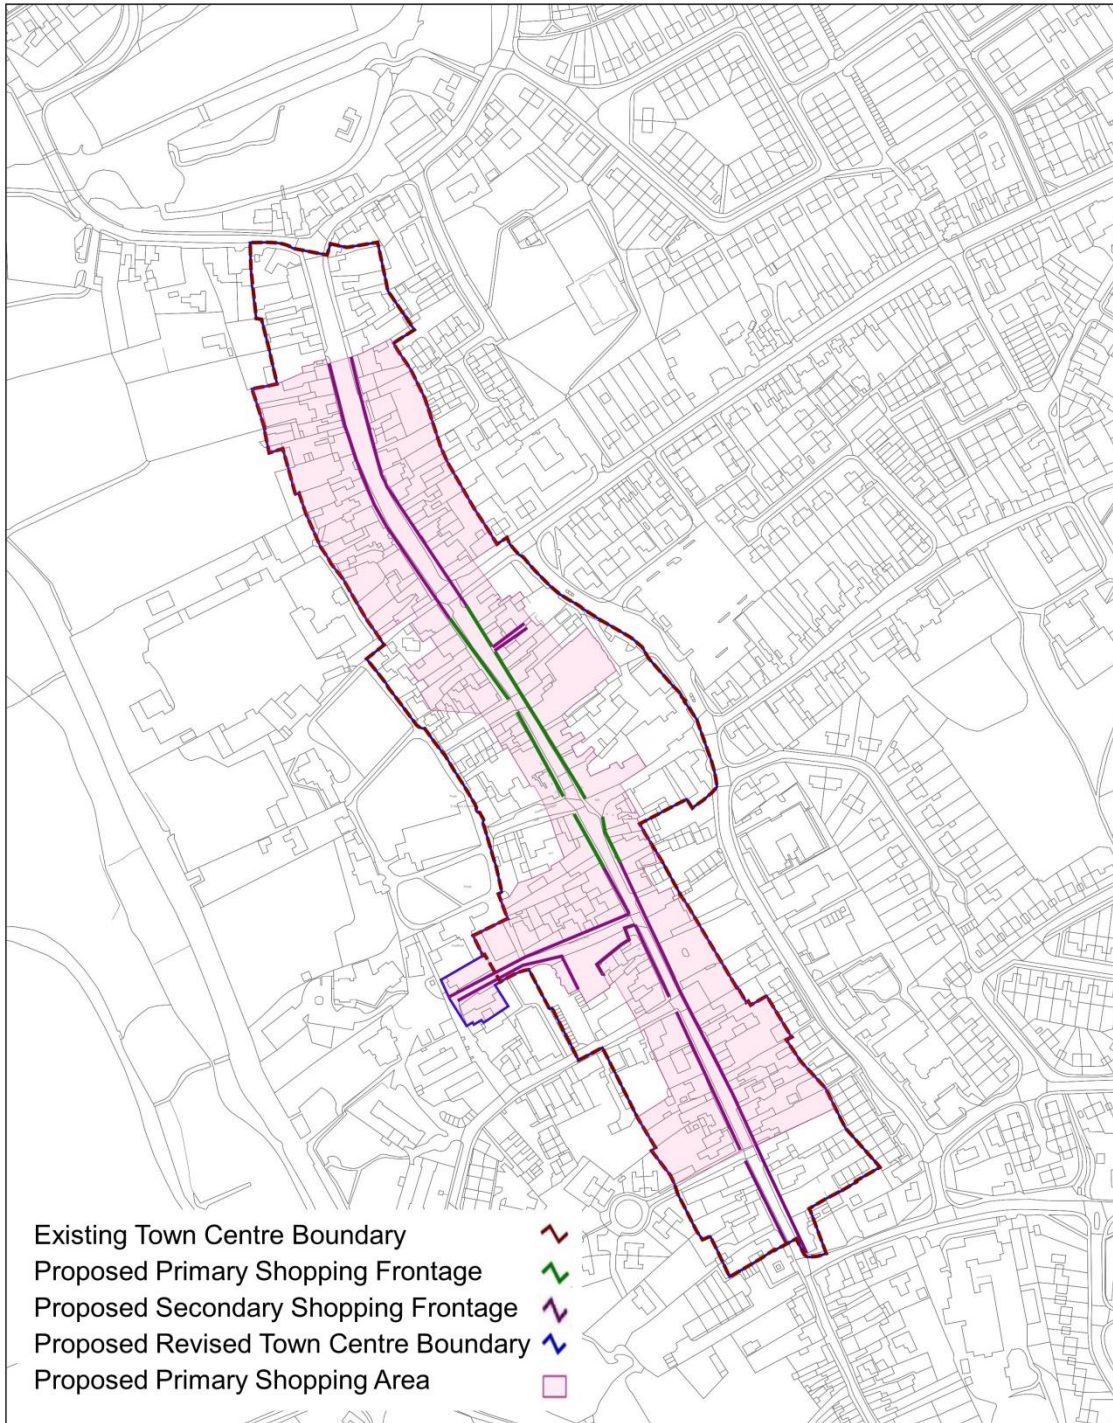 Existing Town Centre Boundary
Proposed Primary Shopping Frontage
Proposed Secondary Shopping Frontage
Proposed Revised Town Centre Boundary
Proposed Primary Shopping Area